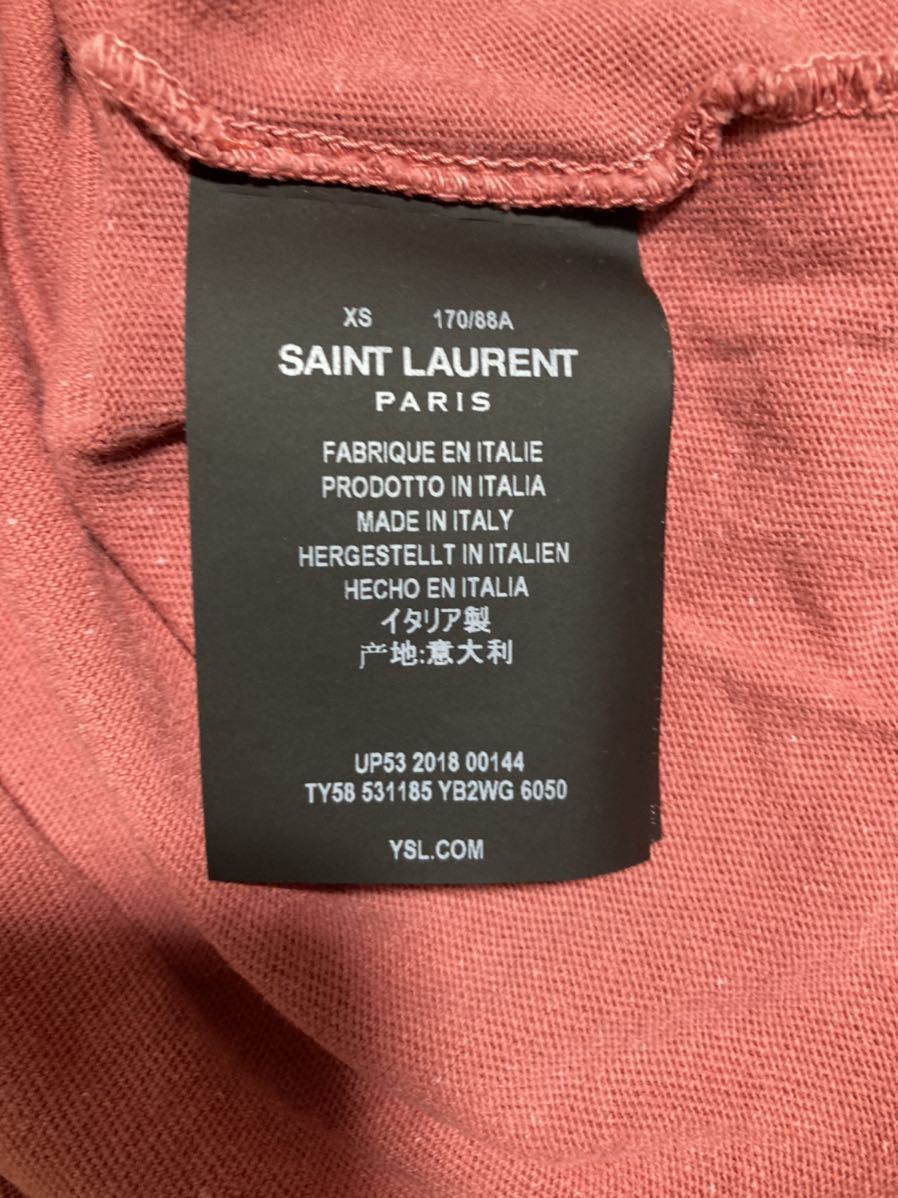 XS 170/88A
SAINT LAURENT
PARIS
FABRIQUE EN ITALIE
PRODOTTO IN ITALIA
MADE IN ITALY
HERGESTELLT IN ITALIEN
HECHO EN ITALIA
イタリア製
产地:意大利
UP53 2018 00144
TY58 531185 YB2WG 6050
YSL.COM